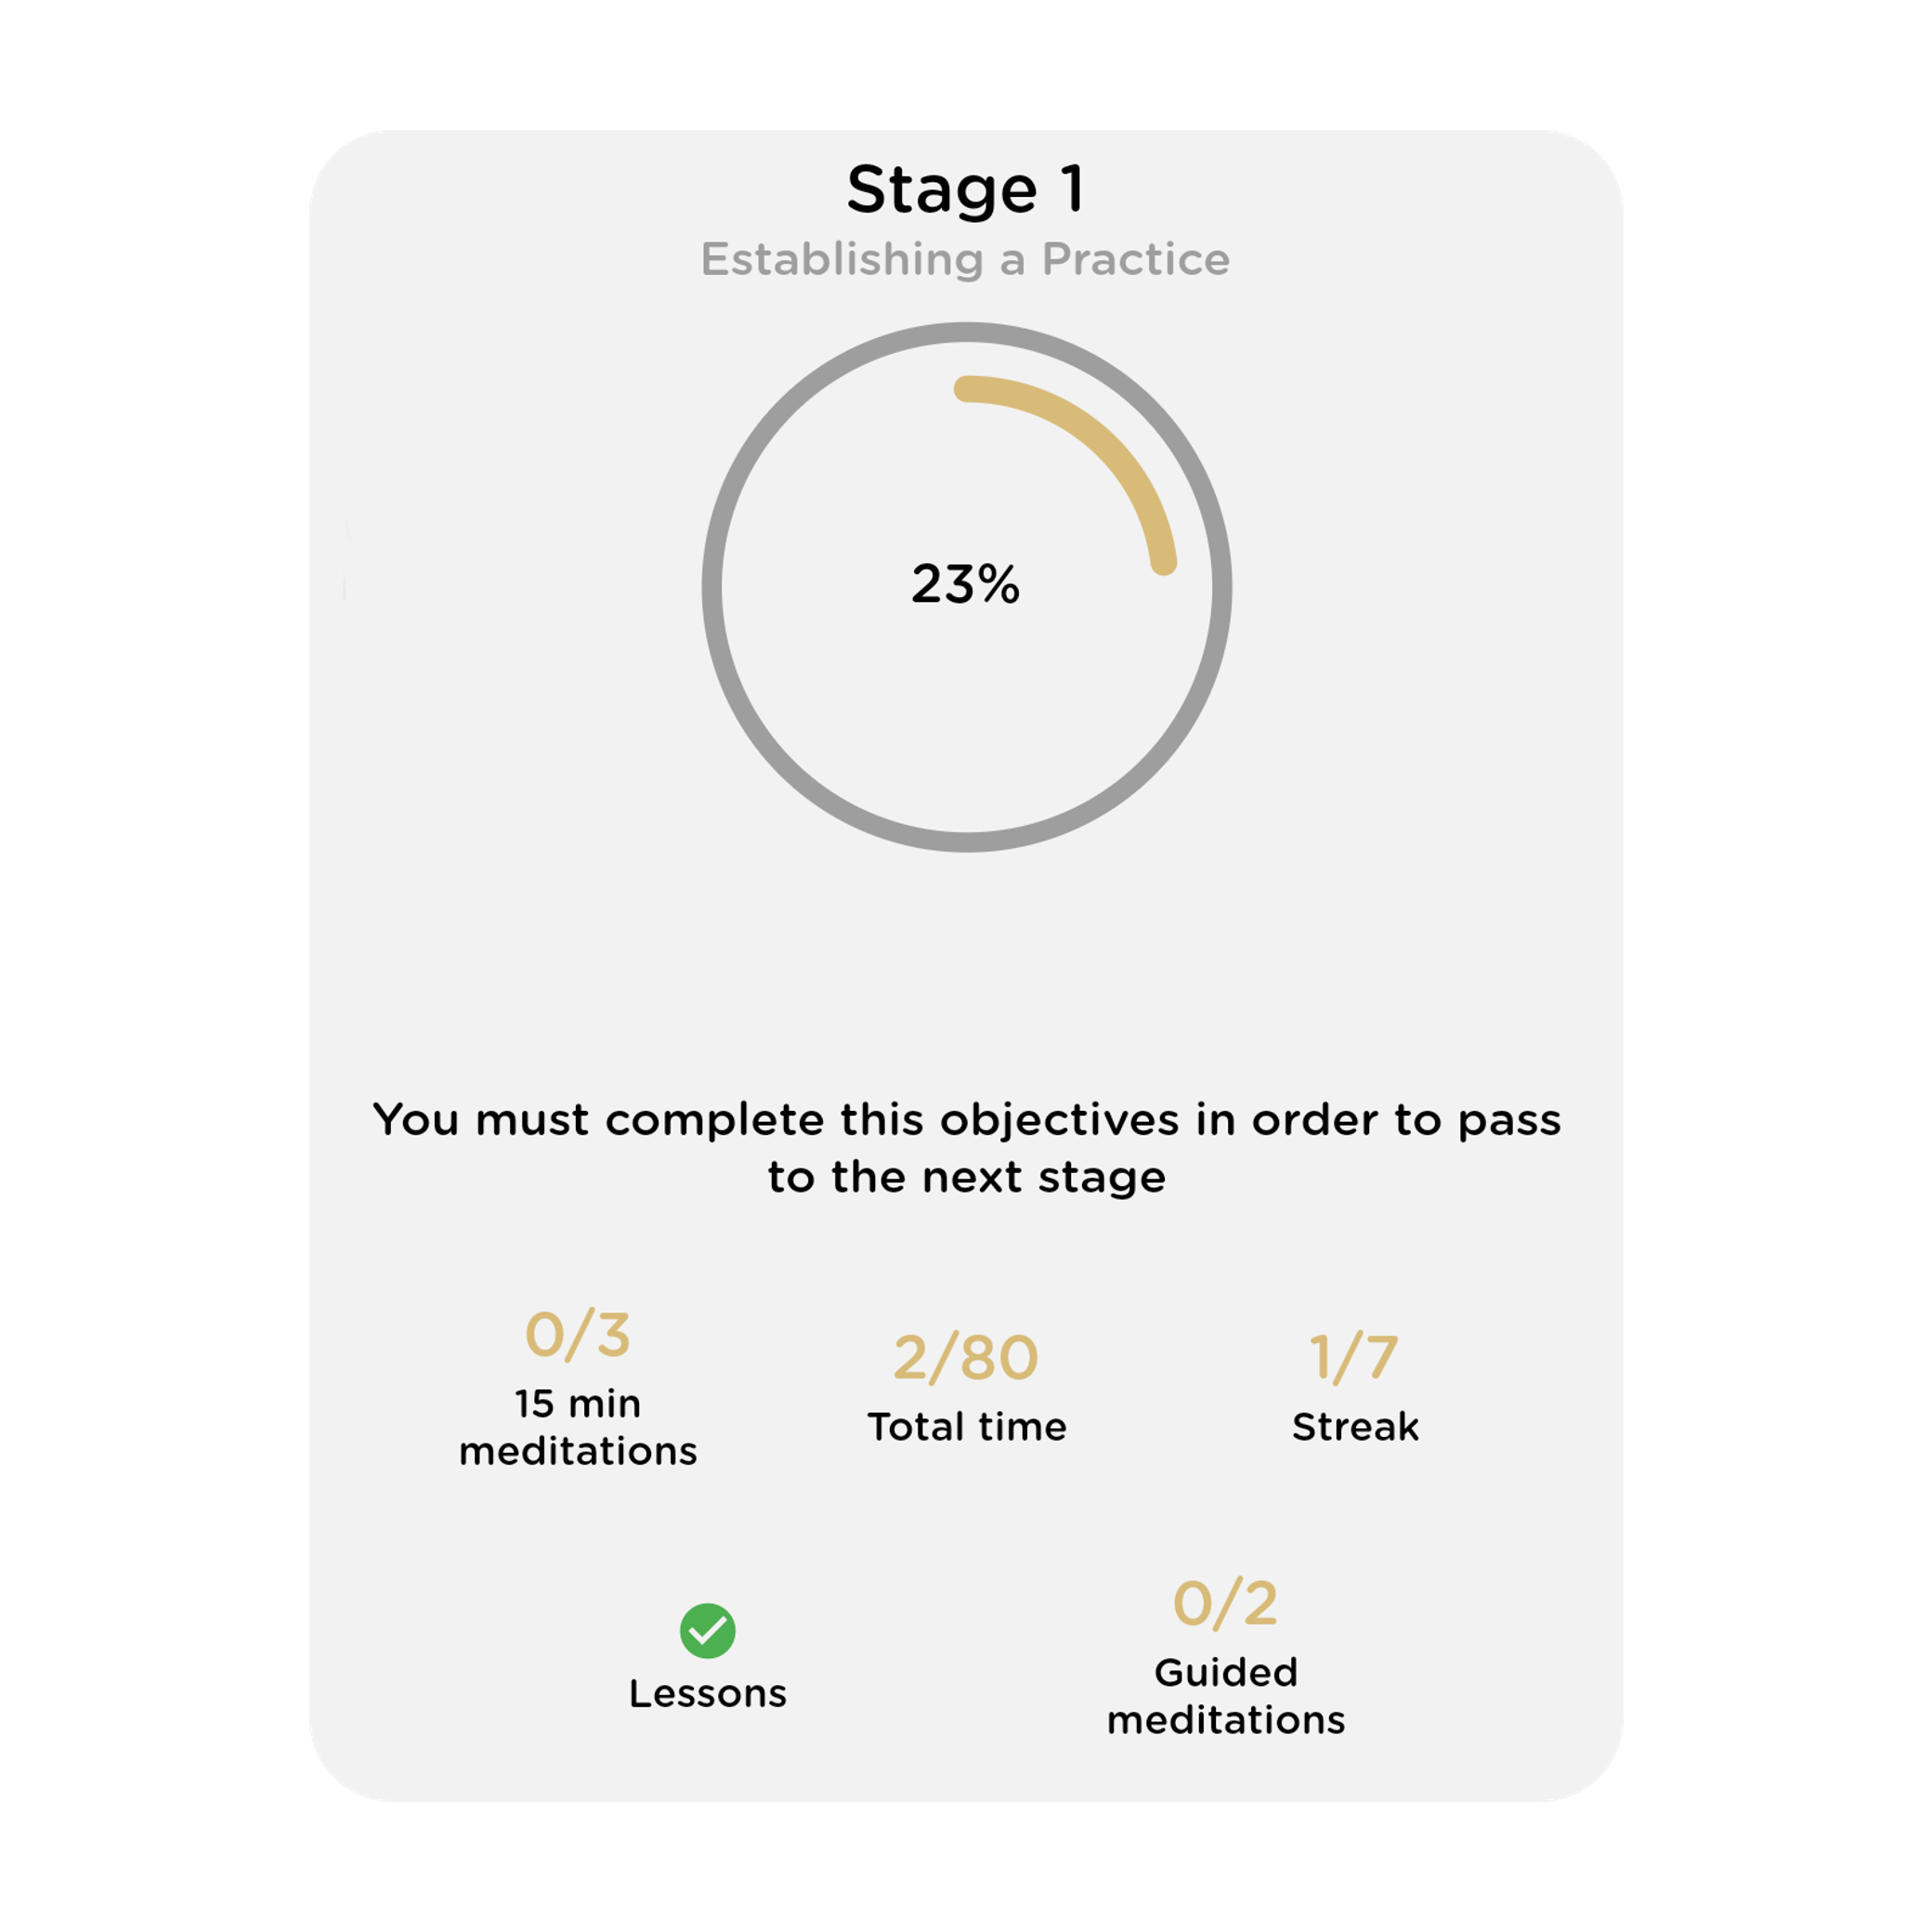 Stage 1
Establishing a Practice
23%
You must complete this objectives in order to pass
to the next stage
0/3
15 min
meditations
2/80
Total time
1/7
Streak
Lessons
0/2
Guided
meditations